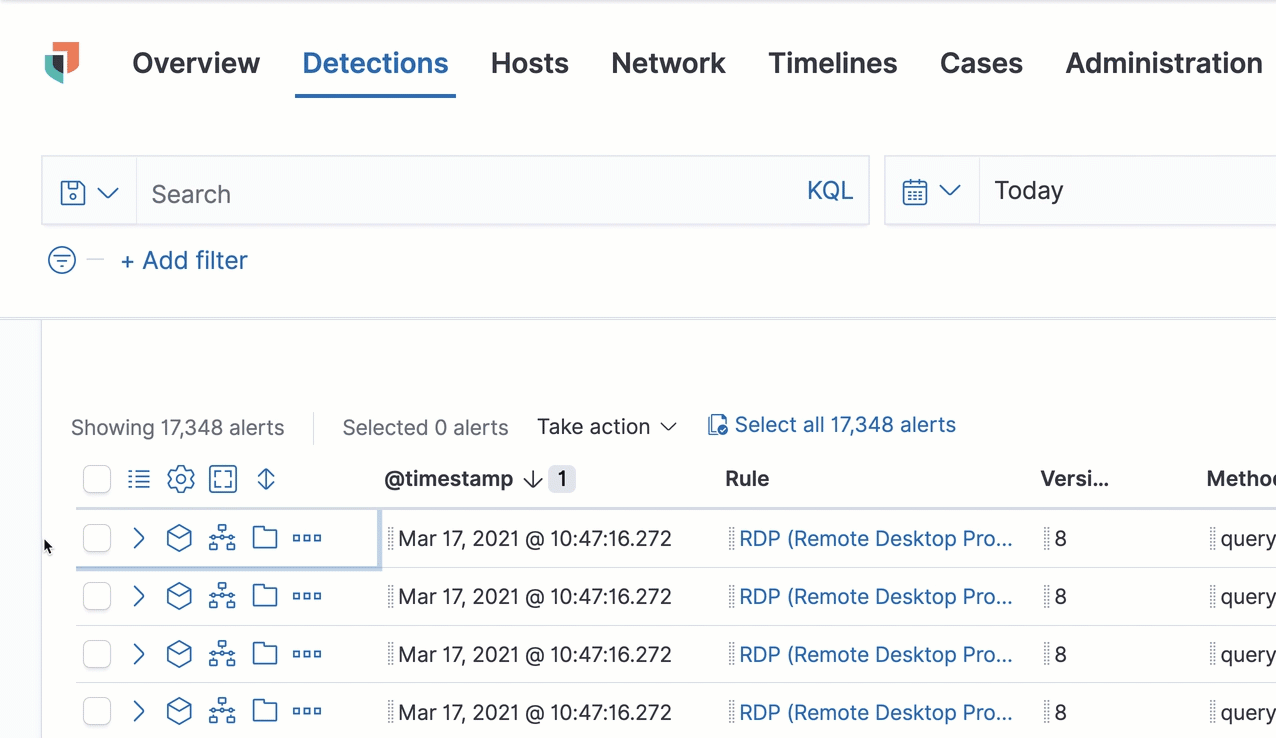 Overview Detections Hosts Network Timelines Cases Administration
Search KQL Today
+ Add filter
Showing 17,348 alerts Selected 0 alerts Take action Select all 17,348 alerts
@timestamp 1 Rule Versi... Metho
Mar 17, 2021 @ 10:47:16.272 RDP (Remote Desktop Pro... 8 query
Mar 17, 2021 @ 10:47:16.272 RDP (Remote Desktop Pro... 8 query
Mar 17, 2021 @ 10:47:16.272 RDP (Remote Desktop Pro... 8 query
Mar 17, 2021 @ 10:47:16.272 RDP (Remote Desktop Pro... 8 query